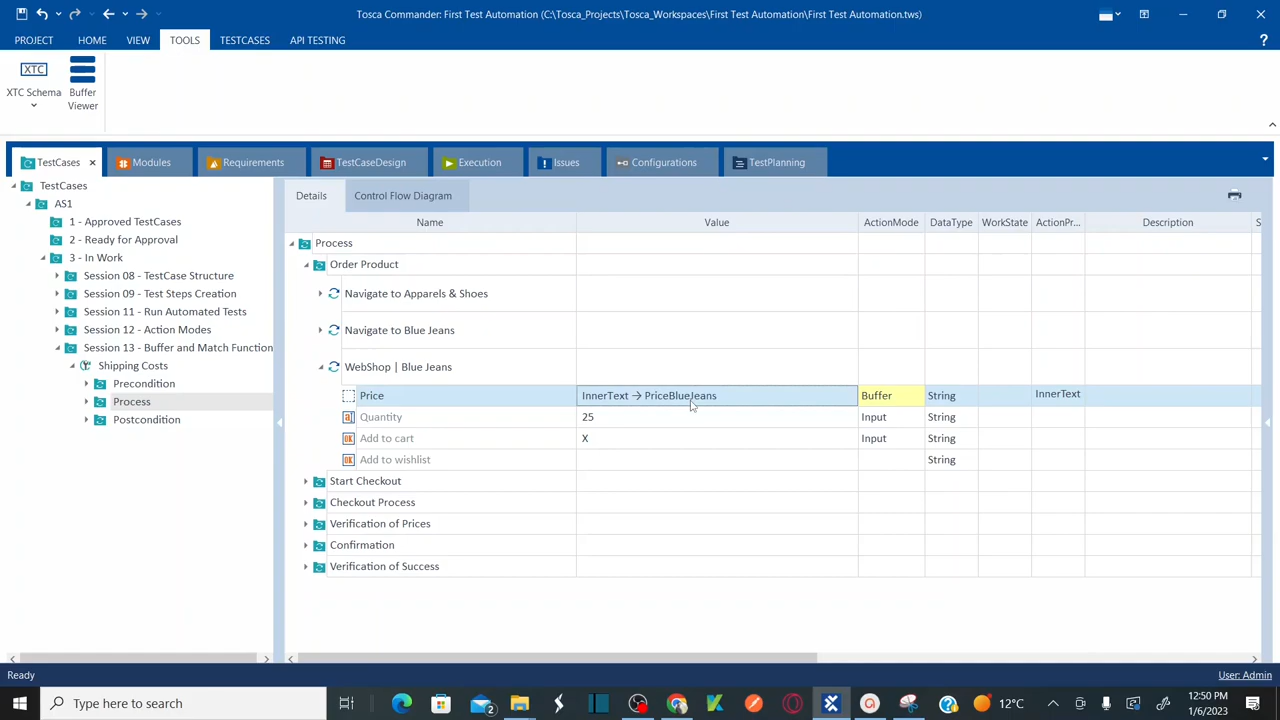 Tosca Commander: First Test Automation (C:\Tosca_Projects\Tosca_Workspaces\First Test Automation\First Test Automation.tws)
PROJECT HOME VIEW TOOLS TESTCASES API TESTING ?
XTC
XTC Schema
Buffer Viewer
TestCases Modules Requirements TestCaseDesign Execution Issues Configurations TestPlanning
TestCases
AS1
1 - Approved TestCases
2 - Ready for Approval
3 - In Work
Session 08 - TestCase Structure
Session 09 - Test Steps Creation
Session 11 - Run Automated Tests
Session 12 - Action Modes
Session 13 - Buffer and Match Function
Shipping Costs
Precondition
Process
Postcondition
Details Control Flow Diagram
Name Value ActionMode DataType WorkState ActionPr... Description S
Process
Order Product
Navigate to Apparels & Shoes
Navigate to Blue Jeans
WebShop | Blue Jeans
Price InnerText → PriceBlueJeans Buffer String InnerText
Quantity 25 Input String
Add to cart X Input String
Add to wishlist String
Start Checkout
Checkout Process
Verification of Prices
Confirmation
Verification of Success
Ready User: Admin
Type here to search
2
12°C
12:50 PM
1/6/2023